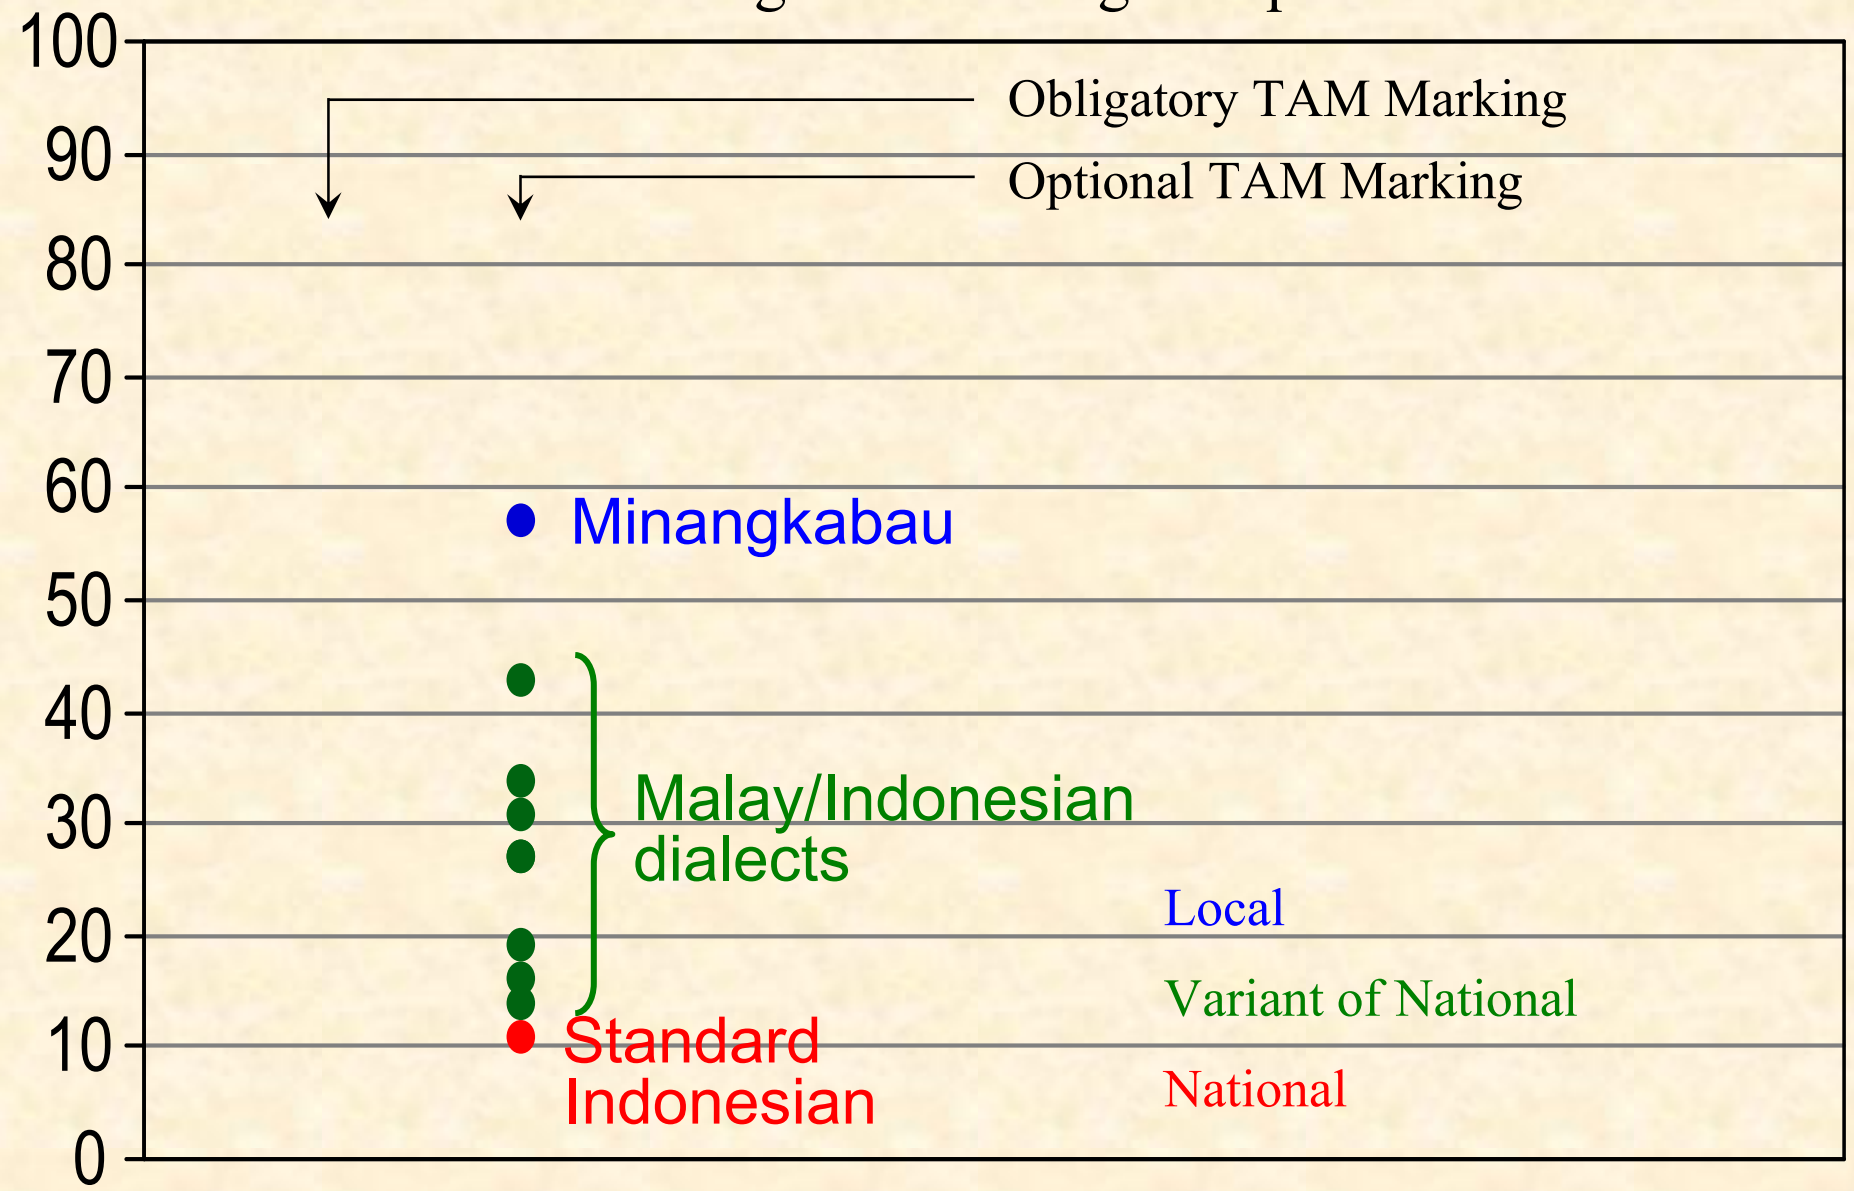 100
Obligatory TAM Marking
90
Optional TAM Marking
80
70
60
Minangkabau
50
40
Malay/Indonesian
30
dialects
Local
20
Variant of National
Standard
10
National
Indonesian
0